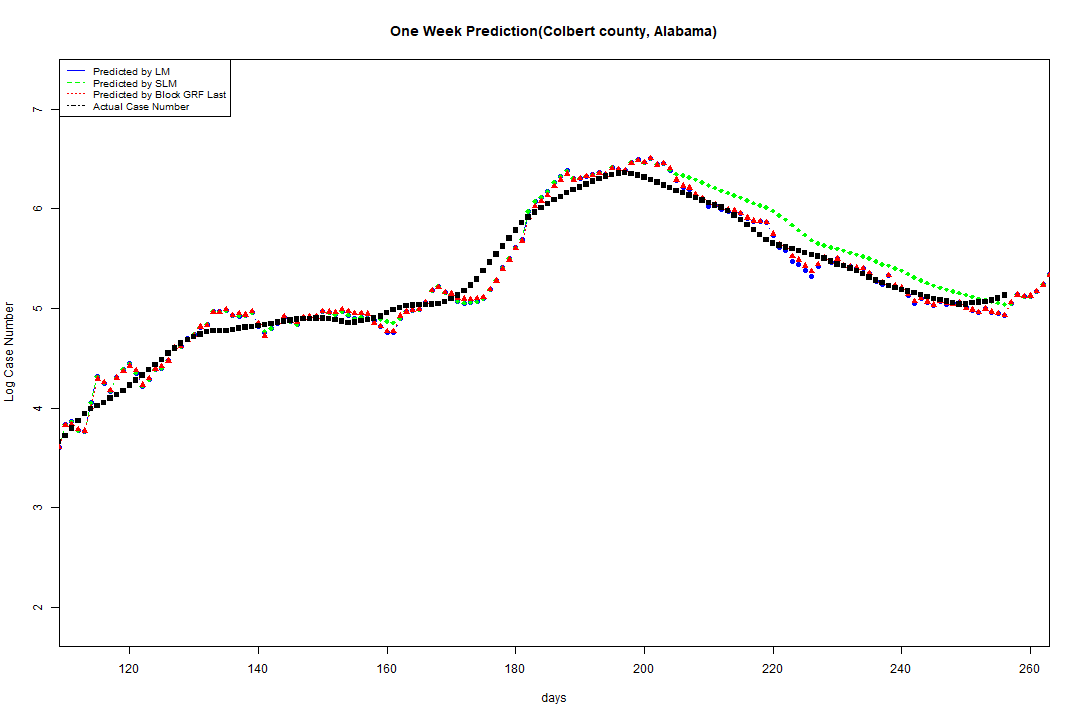 One Week Prediction(Colbert county, Alabama)
Predicted by LM
Predicted by SLM
Predicted by Block GRF Last
Actual Case Number
7
6
5
4
3
2
Log Case Number
120 140 160 180 200 220 240 260
days